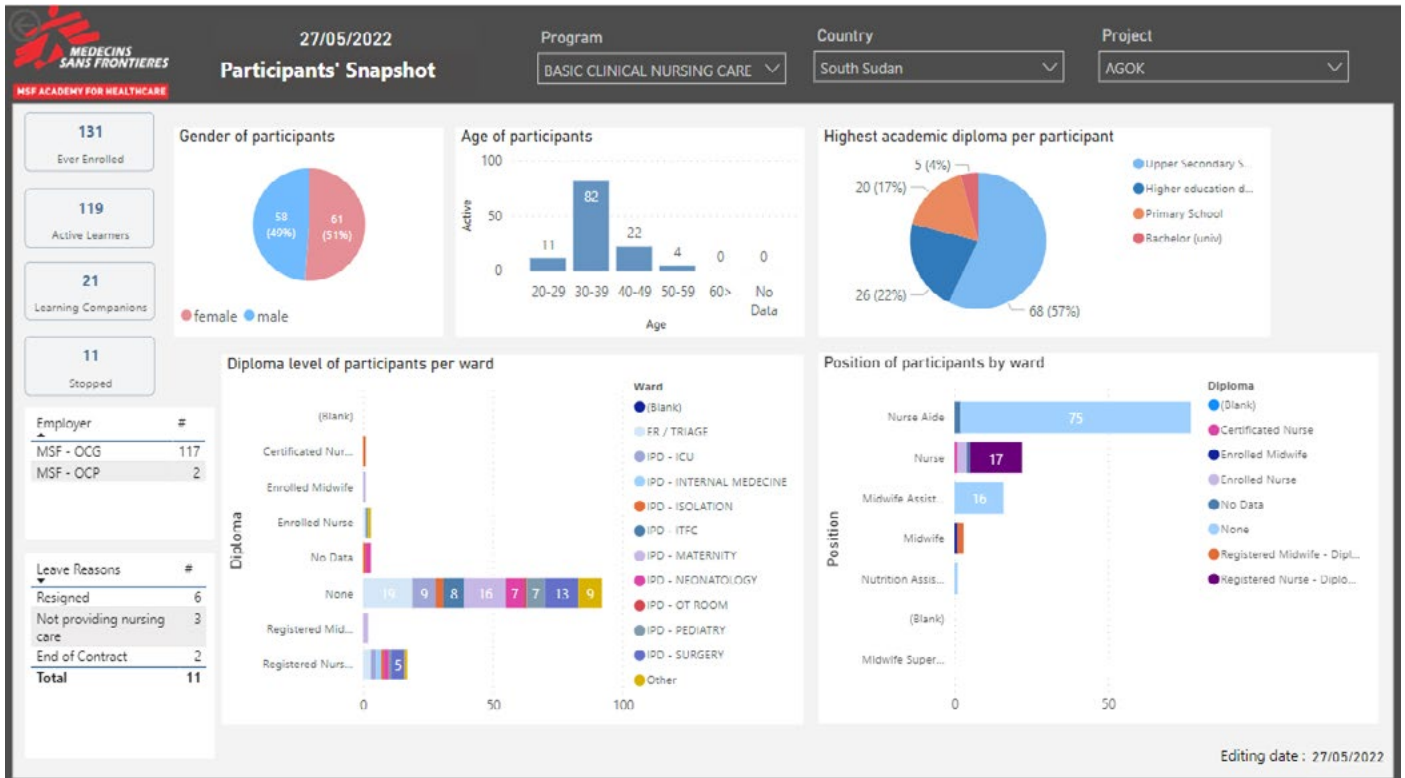 MEDECINS
SANS FRONTIERES
MSF ACADEMY FOR HEALTHCARE
27/05/2022
Participants' Snapshot
Program
BASIC CLINICAL NURSING CARE
Country
South Sudan
Project
AGOK
131
Ever Enrolled
119
Active Learners
21
Learning Companions
11
Stopped
Gender of participants
58
(49%)
61
(51%)
female male
Age of participants
100
50
0
Active
11
82
22
4
0
0
20-29 30-39 40-49 50-59 60> No
Data
Age
Highest academic diploma per participant
5 (4%)
20 (17%)
26 (22%)
68 (57%)
Upper Secondary S...
Higher education d...
Primary School
Bachelor (univ)
Employer #
MSF - OCG 117
MSF - OCP 2
Leave Reasons #
Resigned 6
Not providing nursing 3
care
End of Contract 2
Total 11
Diploma level of participants per ward
Diploma
(Blank)
Certificated Nur...
Enrolled Midwife
Enrolled Nurse
No Data
None
19 9 8 16 7 7 13 9
Registered Mid...
Registered Nurs...
5
0 50 100
Ward
(Blank)
ER / TRIAGE
IPD - ICU
IPD - INTERNAL MEDECINE
IPD - ISOLATION
IPD - ITFC
IPD - MATERNITY
IPD - NEONATOLOGY
IPD - OT ROOM
IPD - PEDIATRY
IPD - SURGERY
Other
Position of participants by ward
Position
Nurse Aide
75
Nurse
17
Midwife Assist...
16
Midwife
Nutrition Assis...
(Blank)
Midwife Super...
0 50
Diploma
(Blank)
Certificated Nurse
Enrolled Midwife
Enrolled Nurse
No Data
None
Registered Midwife - Dipl...
Registered Nurse - Diplo...
Editing date : 27/05/2022